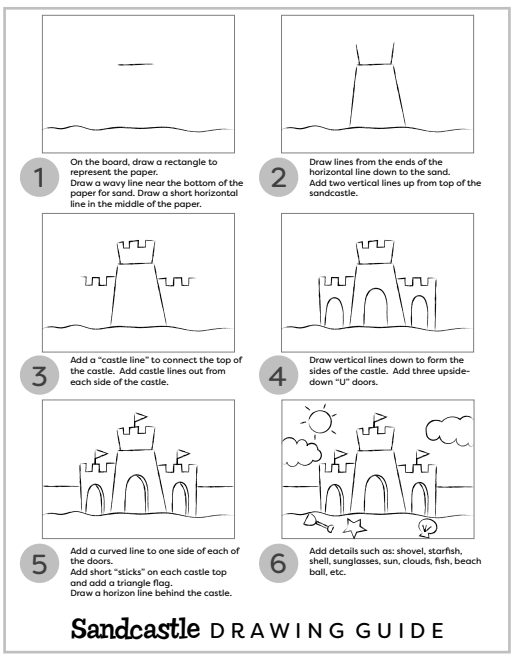 1
On the board, draw a rectangle to
represent the paper.
Draw a wavy line near the bottom of the
paper for sand. Draw a short horizontal
line in the middle of the paper.
2
Draw lines from the ends of the
horizontal line down to the sand.
Add two vertical lines up from top of the
sandcastle.
3
Add a “castle line” to connect the top of
the castle. Add castle lines out from
each side of the castle.
4
Draw vertical lines down to form the
sides of the castle. Add three upside-
down “U” doors.
5
Add a curved line to one side of each of
the doors.
Add short “sticks” on each castle top
and add a triangle flag.
Draw a horizon line behind the castle.
6
Add details such as: shovel, starfish,
shell, sunglasses, sun, clouds, fish, beach
ball, etc.
Sandcastle DRAWING GUIDE